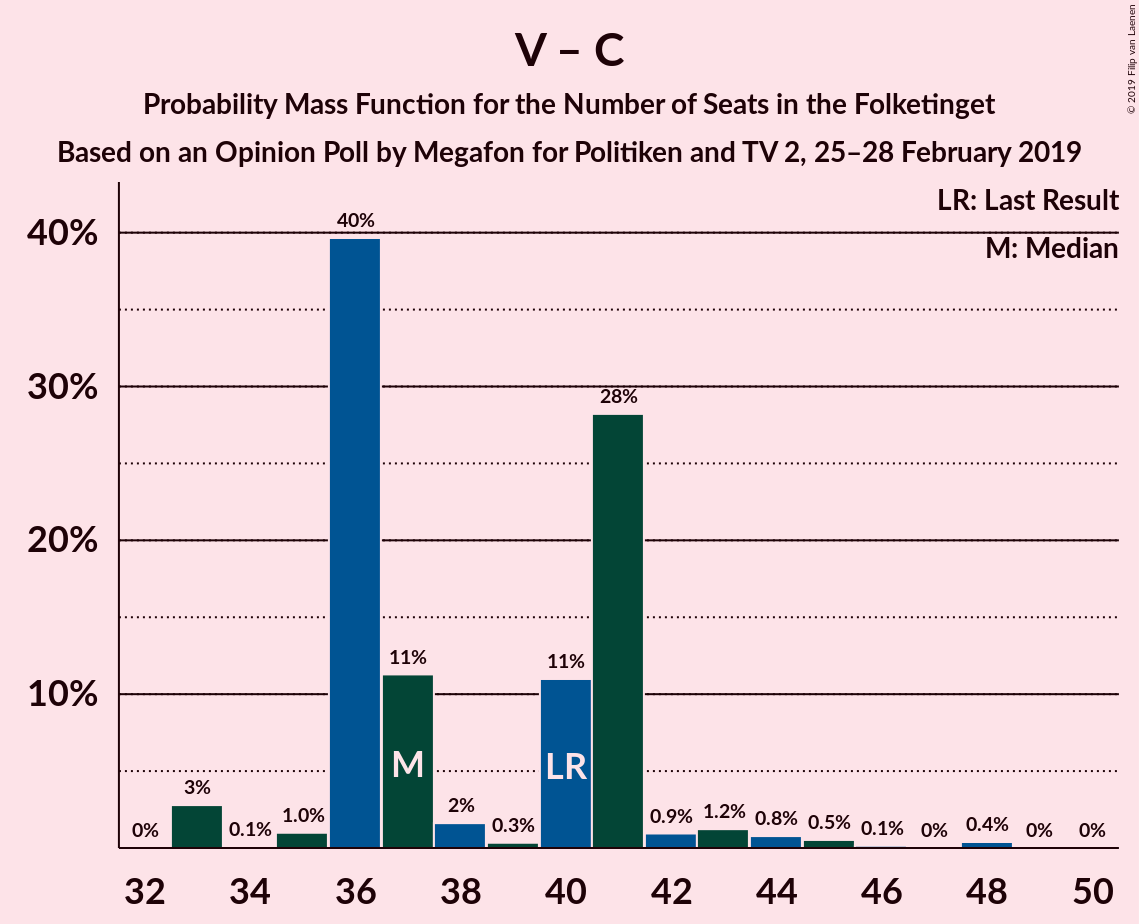 V – C
Probability Mass Function for the Number of Seats in the Folketinget
Based on an Opinion Poll by Megafon for Politiken and TV 2, 25–28 February 2019
© 2019 Filip van Laenen
LR: Last Result
M: Median
40%
30%
20%
10%
0%
3%
0.1%
1.0%
40%
11%
2%
0.3%
11%
28%
0.9%
1.2%
0.8%
0.5%
0.1%
0%
0.4%
0%
0%
M
LR
32 34 36 38 40 42 44 46 48 50